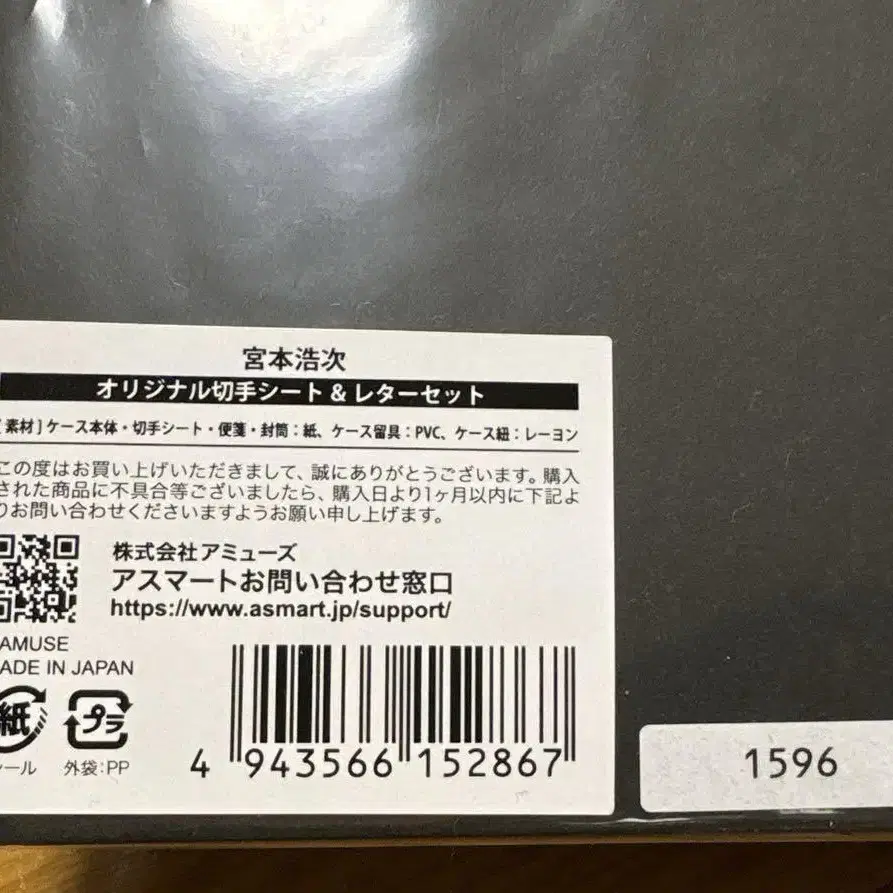 宮本浩次
オリジナル切手シート & レターセット
素材] ケース本体・切手シート・便箋・封筒:紙、ケース留具:PVC、ケース紐:レーヨン
この度はお買い上げいただきまして、誠にありがとうございます。購入
された商品に不具合等ございましたら、購入日より1ヶ月以内に下記よ
りお問い合わせくださいますようお願い申し上げます。
株式会社アミューズ
アスマートお問い合わせ窓口
https://www.asmart.jp/support/
AMUSE
ADE IN JAPAN
紙
プラ
ール
外袋:PP
4 943566 152867
1596